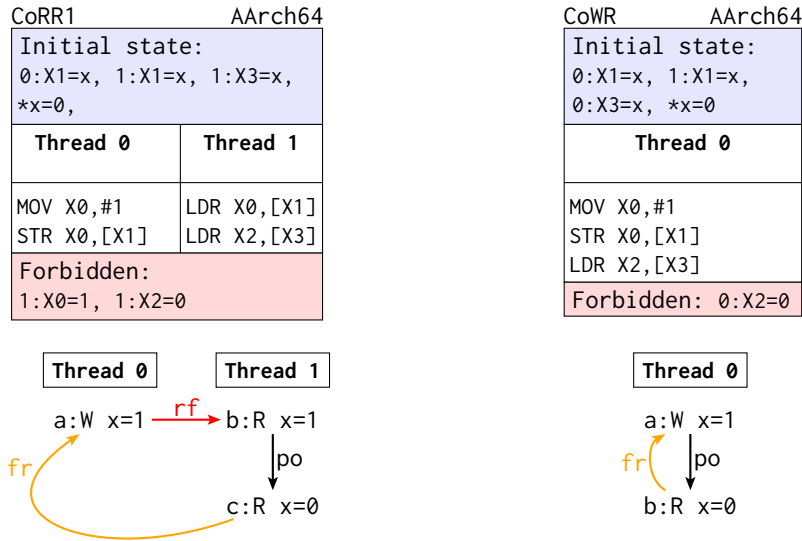 CoRR1 AArch64
Initial state:
0:X1=x, 1:X1=x, 1:X3=x,
*x=0,
Thread 0 Thread 1
MOV X0,#1 LDR X0,[X1]
STR X0,[X1] LDR X2,[X3]
Forbidden:
1:X0=1, 1:X2=0
Thread 0 Thread 1
a:W x=1 rf b:R x=1
fr po
c:R x=0
CoWR AArch64
Initial state:
0:X1=x, 1:X1=x,
0:X3=x, *x=0
Thread 0
MOV X0,#1
STR X0,[X1]
LDR X2,[X3]
Forbidden: 0:X2=0
Thread 0
a:W x=1
fr po
b:R x=0